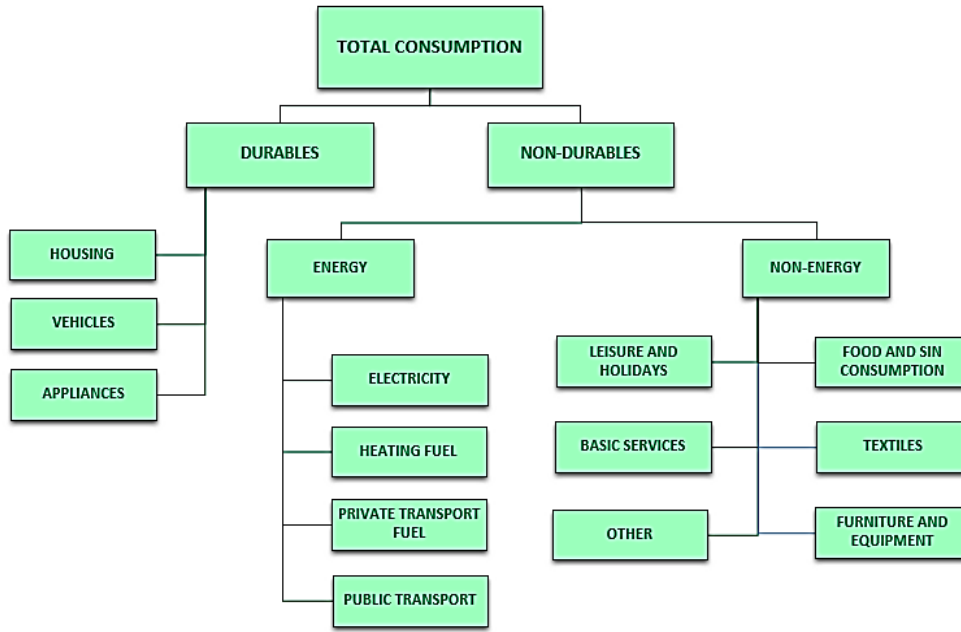 TOTAL CONSUMPTION
DURABLES
NON-DURABLES
HOUSING
VEHICLES
APPLIANCES
ENERGY
NON-ENERGY
ELECTRICITY
HEATING FUEL
PRIVATE TRANSPORT
FUEL
PUBLIC TRANSPORT
LEISURE AND
HOLIDAYS
FOOD AND SIN
CONSUMPTION
BASIC SERVICES
TEXTILES
OTHER
FURNITURE AND
EQUIPMENT